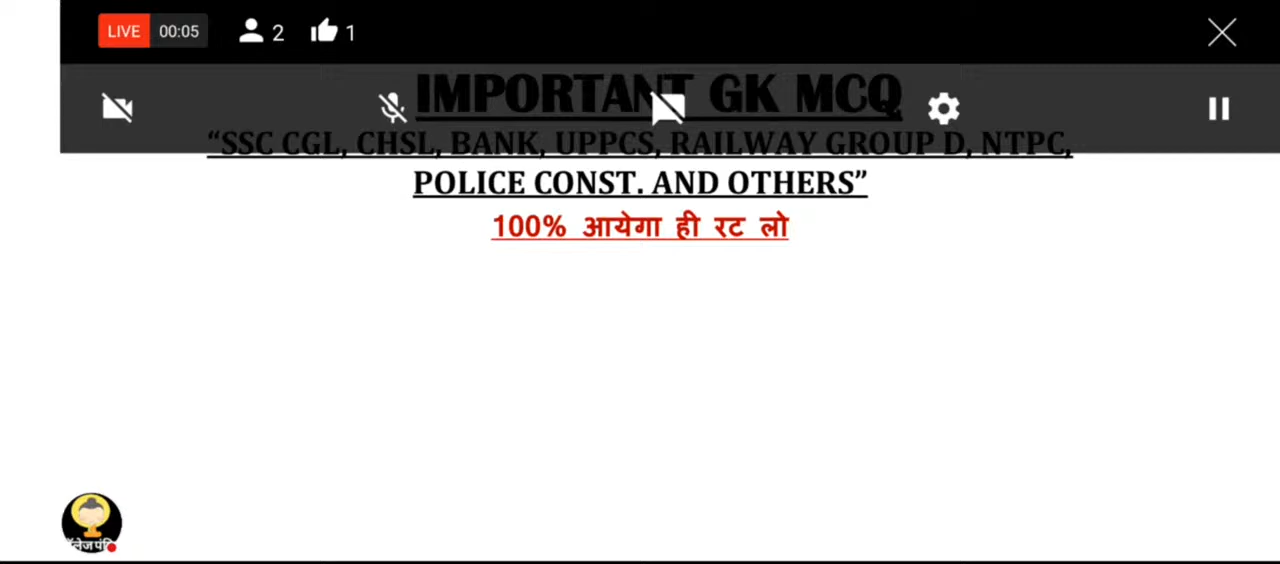 LIVE 00:05 2 1
IMPORTANT GK MCQ
“SSC CGL, CHSL, BANK, UPPCS, RAILWAY GROUP D, NTPC,
POLICE CONST. AND OTHERS”
100% आयेगा ही रट लो